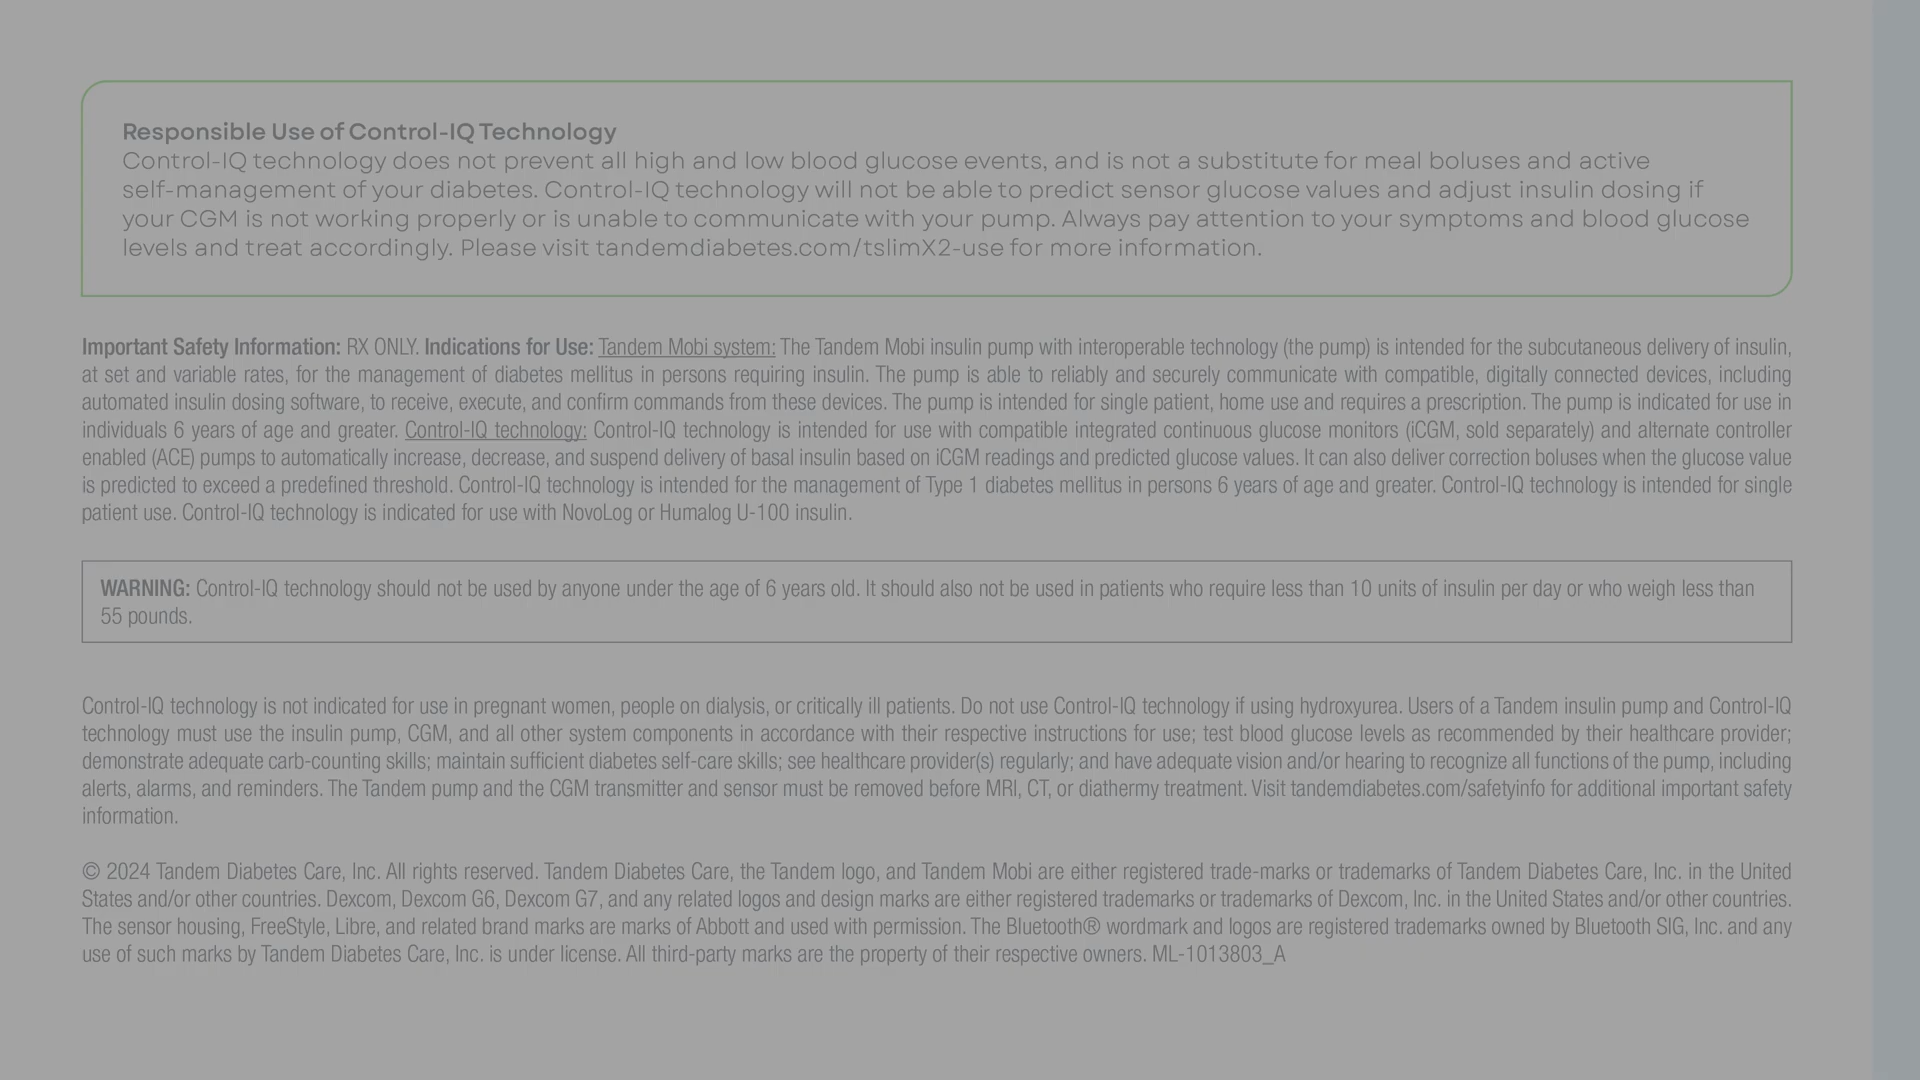 Responsible Use of Control-IQ Technology
Control-IQ technology does not prevent all high and low blood glucose events, and is not a substitute for meal boluses and active
self-management of your diabetes. Control-IQ technology will not be able to predict sensor glucose values and adjust insulin dosing if
your CGM is not working properly or is unable to communicate with your pump. Always pay attention to your symptoms and blood glucose
levels and treat accordingly. Please visit tandemdiabetes.com/tslimX2-use for more information.
Important Safety Information: RX ONLY. Indications for Use: Tandem Mobi system: The Tandem Mobi insulin pump with interoperable technology (the pump) is intended for the subcutaneous delivery of insulin,
at set and variable rates, for the management of diabetes mellitus in persons requiring insulin. The pump is able to reliably and securely communicate with compatible, digitally connected devices, including
automated insulin dosing software, to receive, execute, and confirm commands from these devices. The pump is intended for single patient, home use and requires a prescription. The pump is indicated for use in
individuals 6 years of age and greater. Control-IQ technology: Control-IQ technology is intended for use with compatible integrated continuous glucose monitors (iCGM, sold separately) and alternate controller
enabled (ACE) pumps to automatically increase, decrease, and suspend delivery of basal insulin based on iCGM readings and predicted glucose values. It can also deliver correction boluses when the glucose value
is predicted to exceed a predefined threshold. Control-IQ technology is intended for the management of Type 1 diabetes mellitus in persons 6 years of age and greater. Control-IQ technology is intended for single
patient use. Control-IQ technology is indicated for use with NovoLog or Humalog U-100 insulin.
WARNING: Control-IQ technology should not be used by anyone under the age of 6 years old. It should also not be used in patients who require less than 10 units of insulin per day or who weigh less than
55 pounds.
Control-IQ technology is not indicated for use in pregnant women, people on dialysis, or critically ill patients. Do not use Control-IQ technology if using hydroxyurea. Users of a Tandem insulin pump and Control-IQ
technology must use the insulin pump, CGM, and all other system components in accordance with their respective instructions for use; test blood glucose levels as recommended by their healthcare provider;
demonstrate adequate carb-counting skills; maintain sufficient diabetes self-care skills; see healthcare provider(s) regularly; and have adequate vision and/or hearing to recognize all functions of the pump, including
alerts, alarms, and reminders. The Tandem pump and the CGM transmitter and sensor must be removed before MRI, CT, or diathermy treatment. Visit tandemdiabetes.com/safetyinfo for additional important safety
information.
© 2024 Tandem Diabetes Care, Inc. All rights reserved. Tandem Diabetes Care, the Tandem logo, and Tandem Mobi are either registered trade-marks or trademarks of Tandem Diabetes Care, Inc. in the United
States and/or other countries. Dexcom, Dexcom G6, Dexcom G7, and any related logos and design marks are either registered trademarks or trademarks of Dexcom, Inc. in the United States and/or other countries.
The sensor housing, FreeStyle, Libre, and related brand marks are marks of Abbott and used with permission. The Bluetooth® wordmark and logos are registered trademarks owned by Bluetooth SIG, Inc. and any
use of such marks by Tandem Diabetes Care, Inc. is under license. All third-party marks are the property of their respective owners. ML-1013803_A